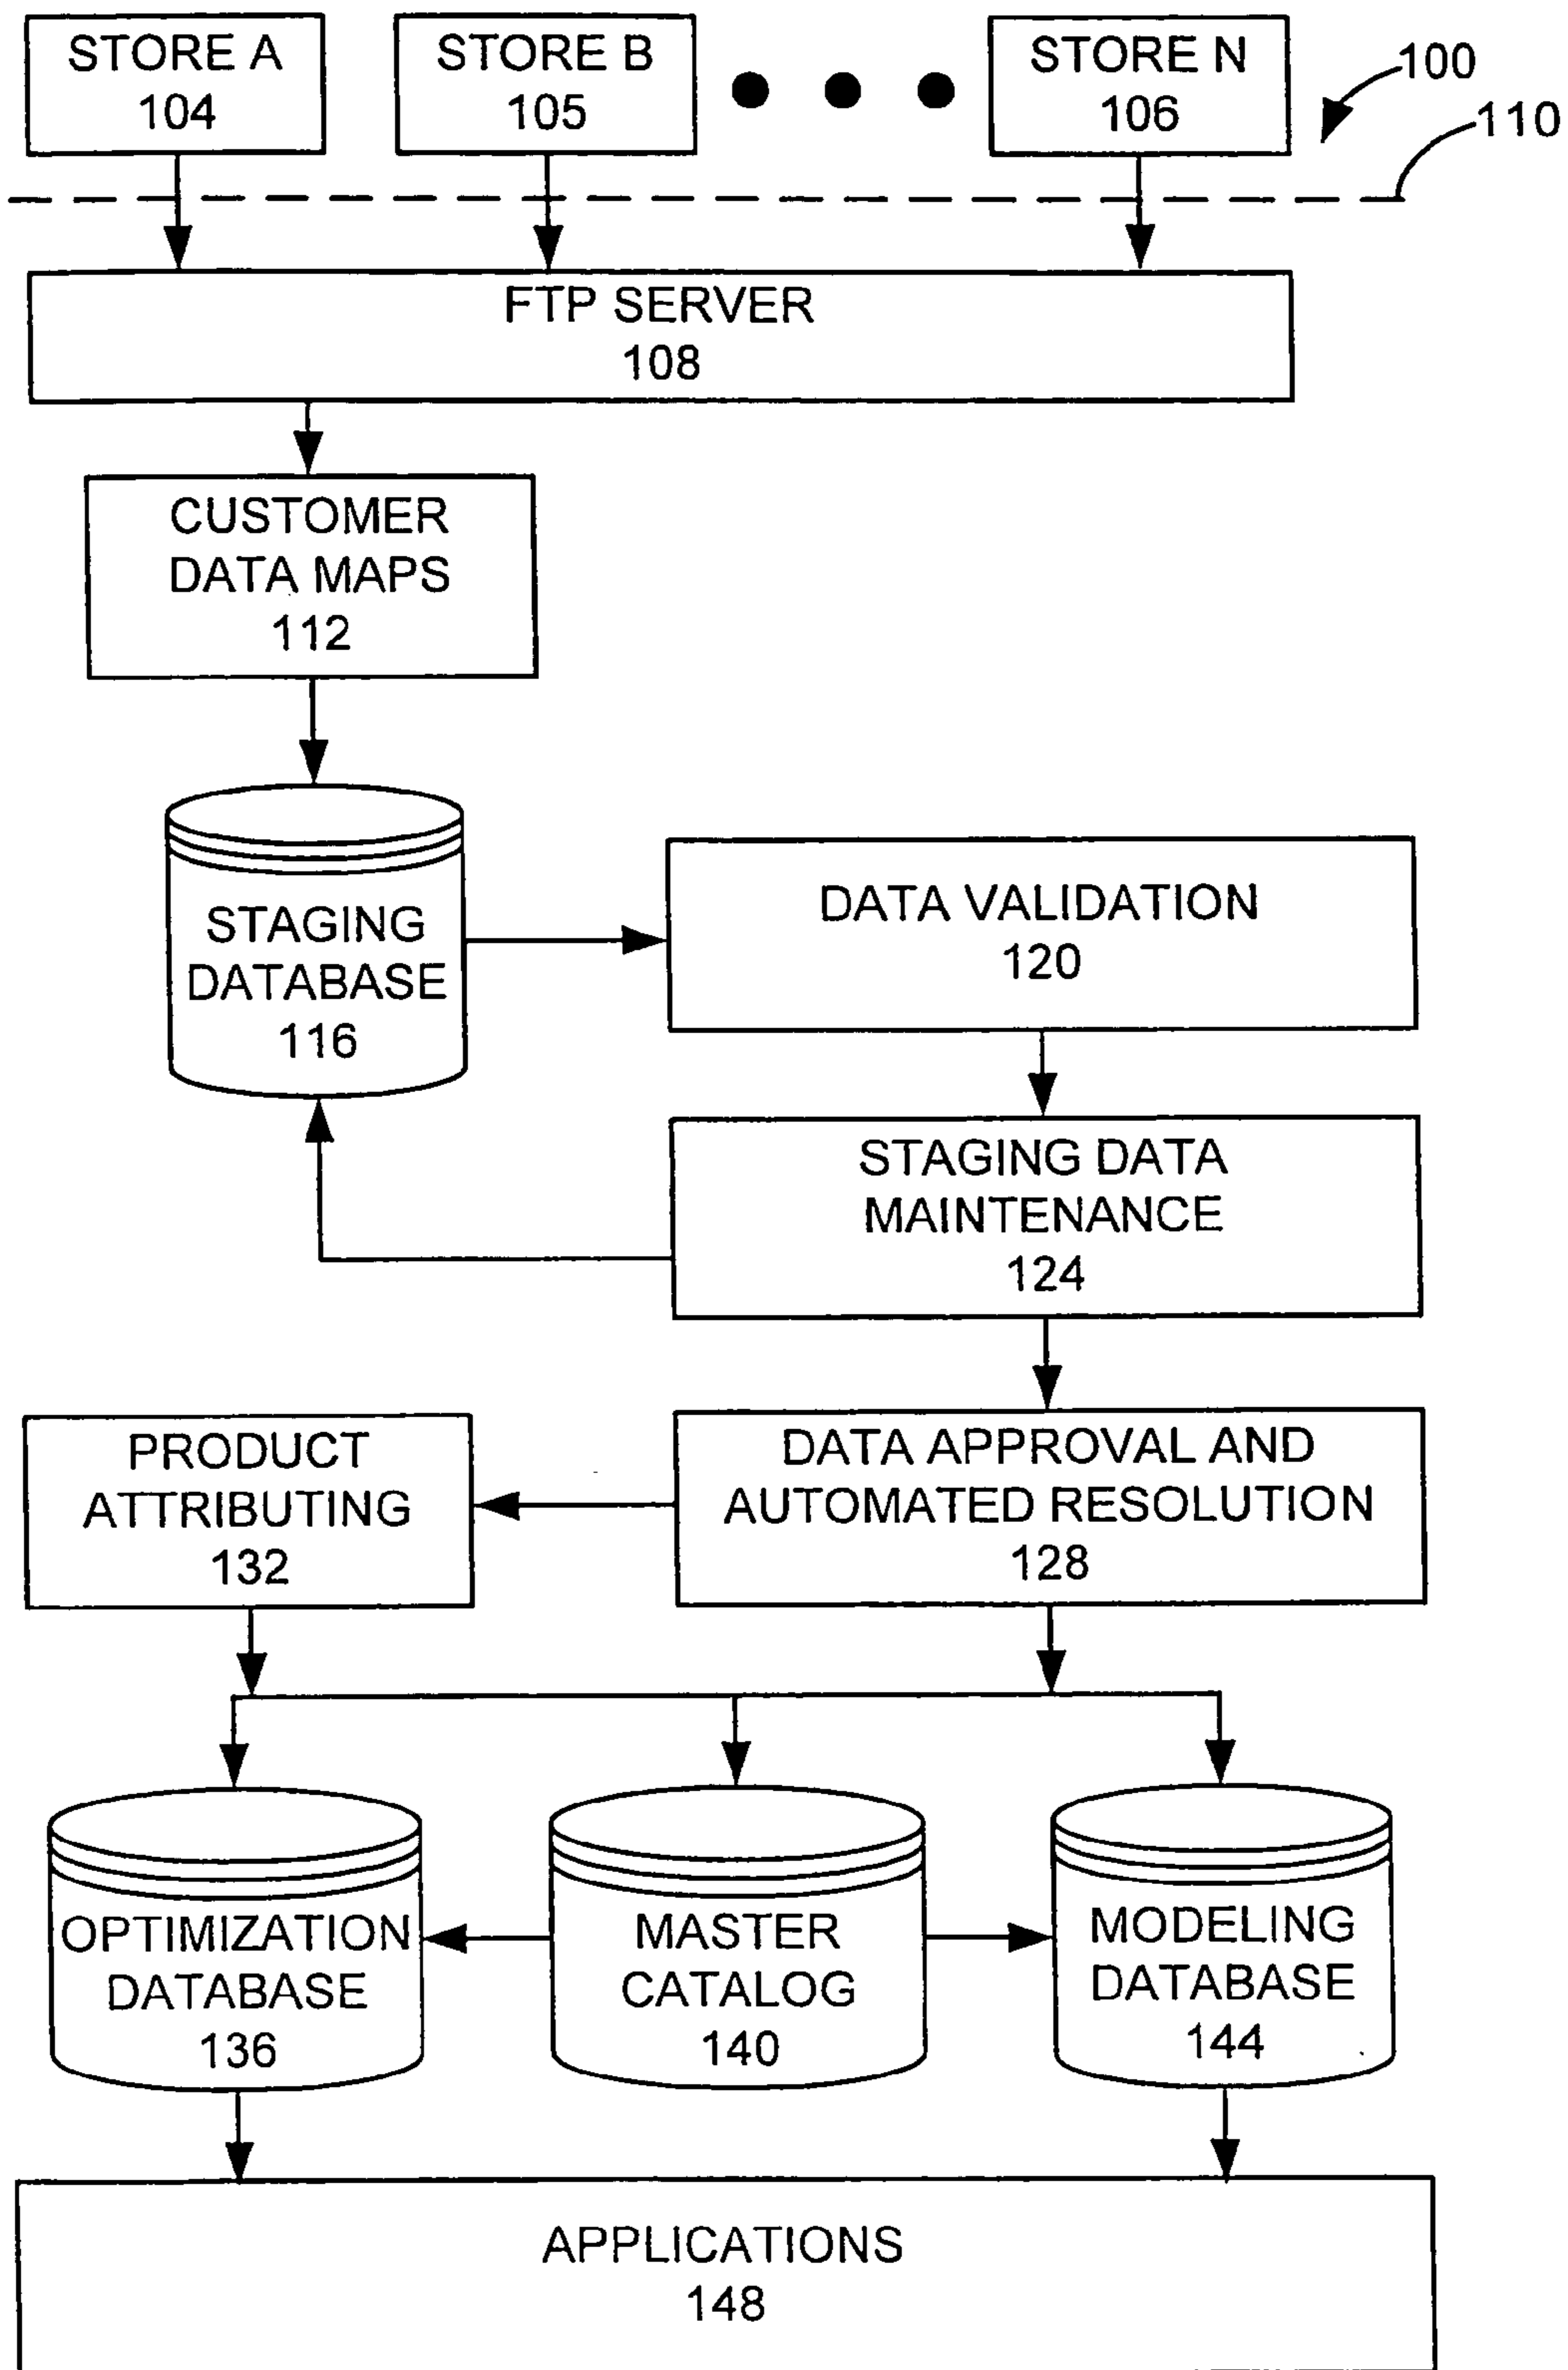 STORE A
104
STORE B
105
STORE N
106
100
110
FTP SERVER
108
CUSTOMER
DATA MAPS
112
STAGING
DATABASE
116
DATA VALIDATION
120
STAGING DATA
MAINTENANCE
124
PRODUCT
ATTRIBUTING
132
DATA APPROVAL AND
AUTOMATED RESOLUTION
128
OPTIMIZATION
DATABASE
136
MASTER
CATALOG
140
MODELING
DATABASE
144
APPLICATIONS
148